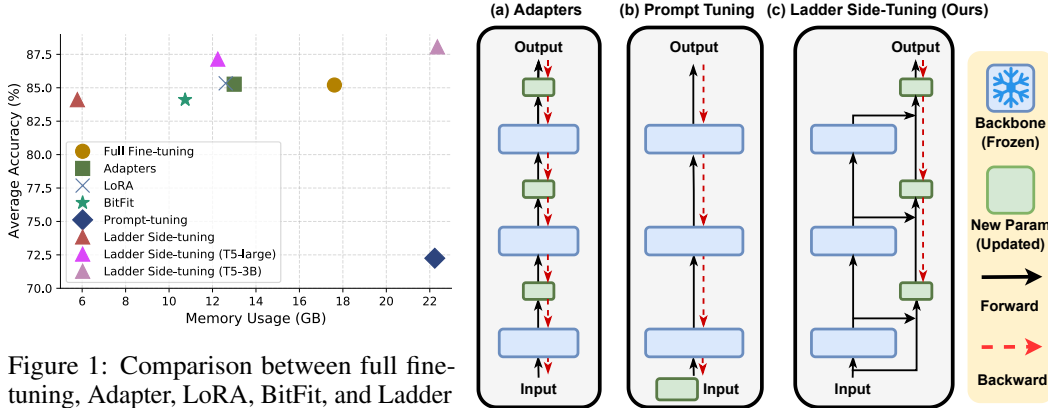 Average Accuracy (%)
87.5
85.0
82.5
80.0
77.5
75.0
72.5
70.0
Full Fine-tuning
Adapters
LoRA
BitFit
Prompt-tuning
Ladder Side-tuning
Ladder Side-tuning (T5-large)
Ladder Side-tuning (T5-3B)
6 8 10 12 14 16 18 20 22
Memory Usage (GB)
Figure 1: Comparison between full fine-
tuning, Adapter, LoRA, BitFit, and Ladder
(a) Adapters
Output
Input
(b) Prompt Tuning
Output
Input
(c) Ladder Side-Tuning (Ours)
Output
Input
Backbone
(Frozen)
New Param
(Updated)
Forward
Backward